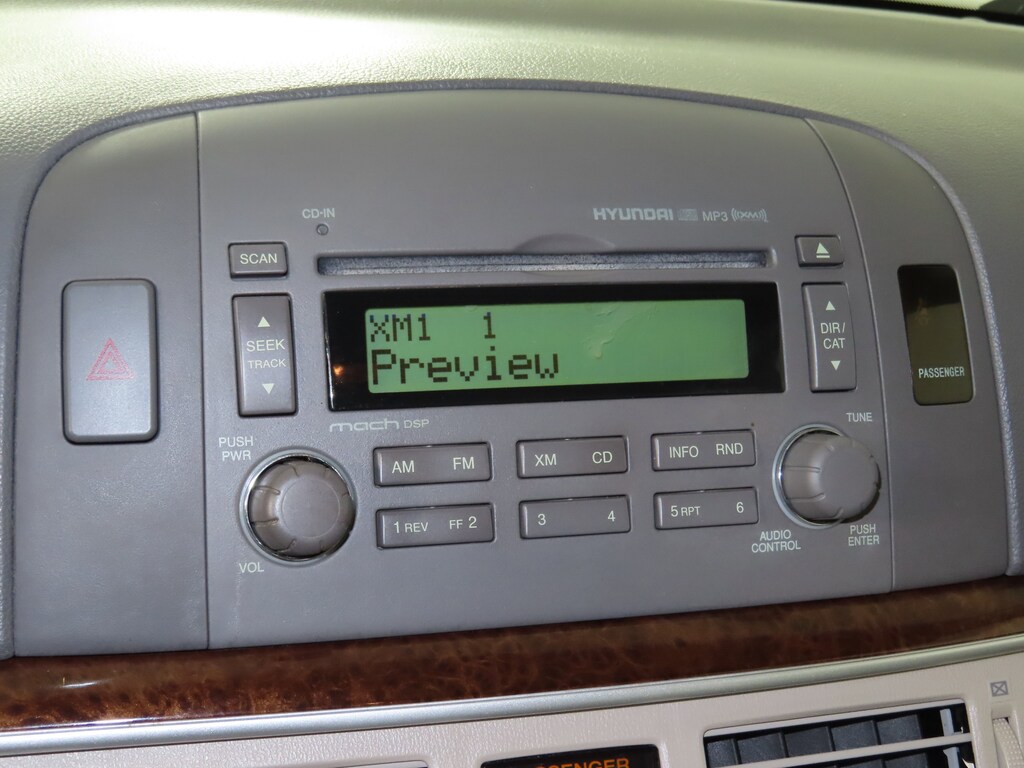 CD-IN
HYUNDAI MP3 ((XM))
SCAN
SEEK
TRACK
XM1 1
Preview
DIR/
CAT
PASSENGER
mach DSP
PUSH
PWR
VOL
AM FM
XM CD
INFO RND
1 REV FF 2
3 4
5 RPT 6
TUNE
AUDIO
CONTROL
PUSH
ENTER
PASSENGER